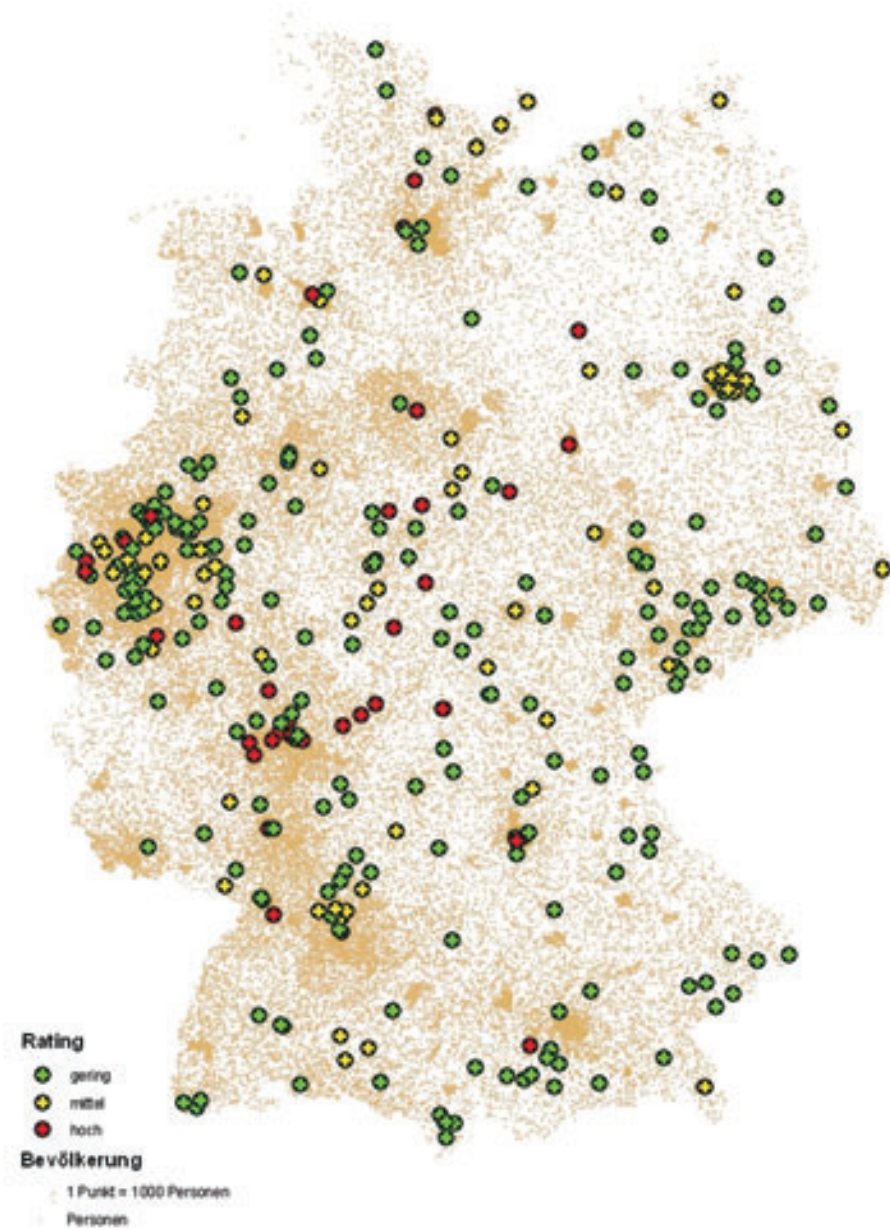 Rating
gering
mittel
hoch
Bevölkerung
1 Punkt = 1000 Personen
Personen